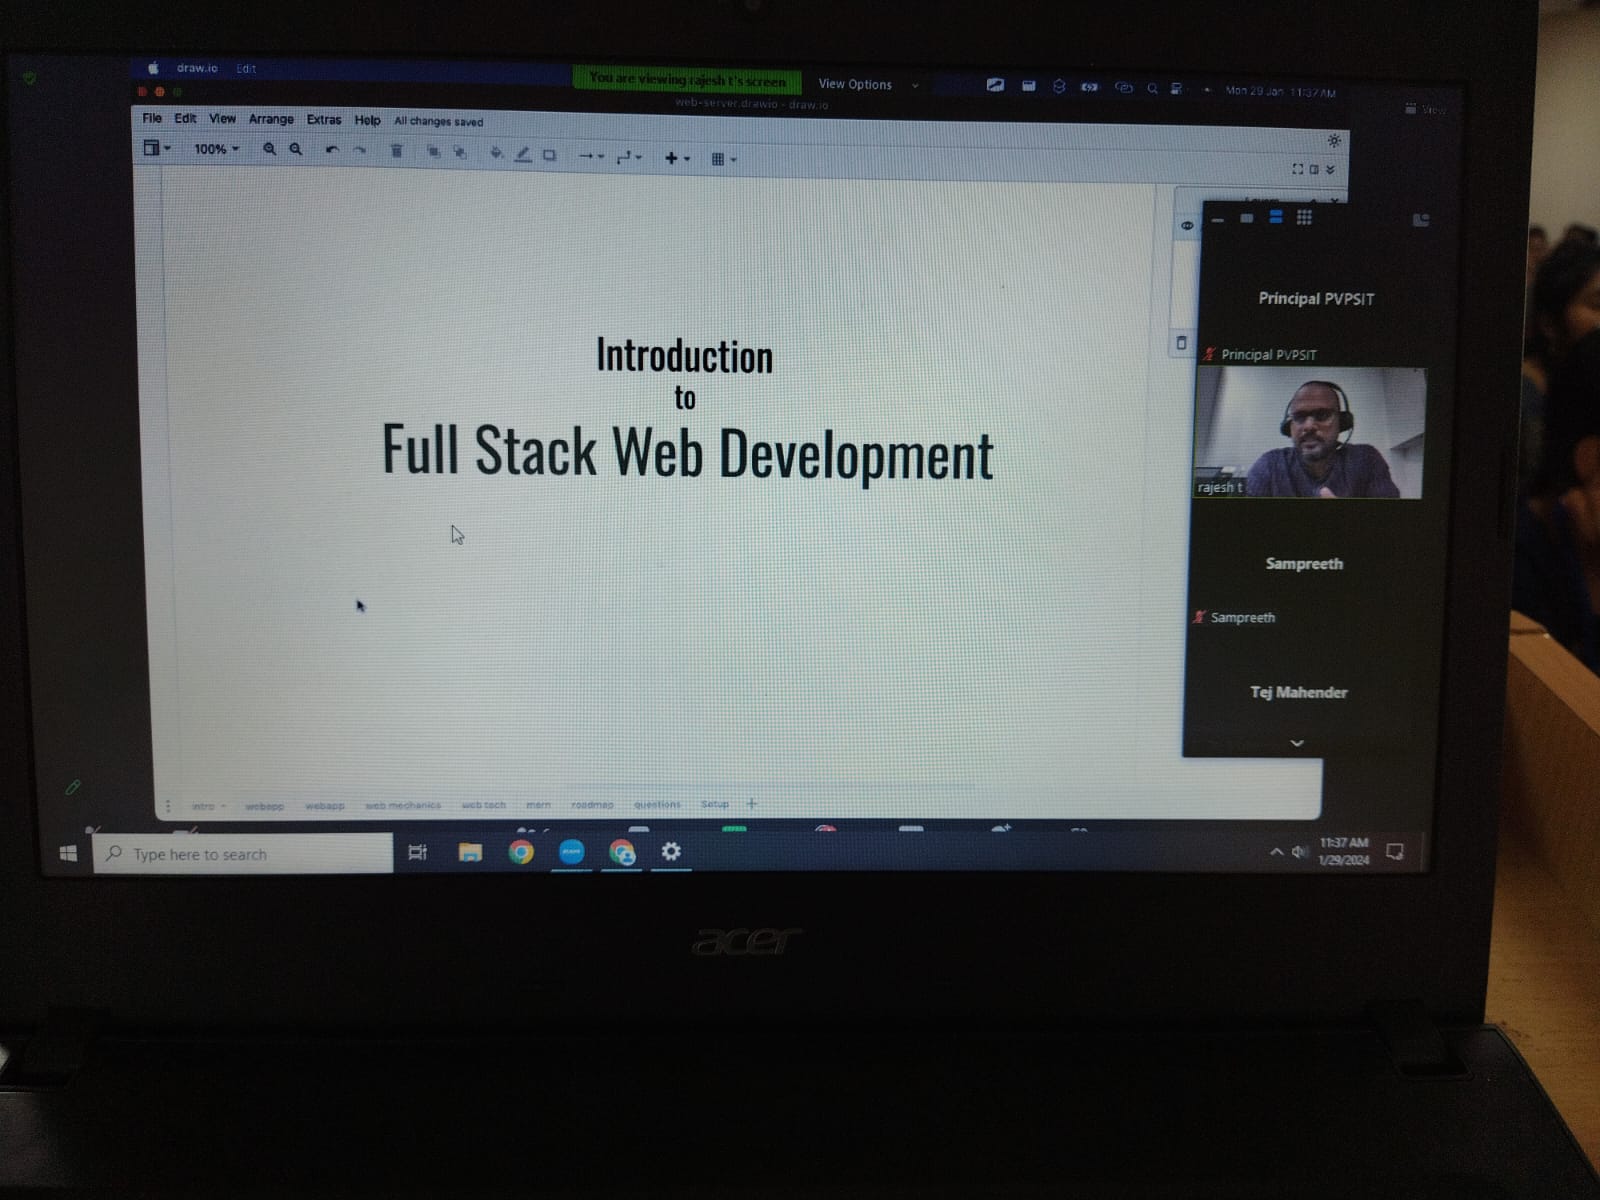 draw.io Edit
You are viewing rajesh t's screen
View Options
Mon 29 Jan 11:37 AM
View
web-server.drawio - draw.io
File Edit View Arrange Extras Help All changes saved
100%
Layers
Introduction
to
Full Stack Web Development
Principal PVPSIT
Principal PVPSIT
rajesh t
Sampreeth
Sampreeth
Tej Mahender
intro webapp webapp web mechanics web tech mern roadmap questions Setup
Type here to search
11:37 AM
1/29/2024
acer